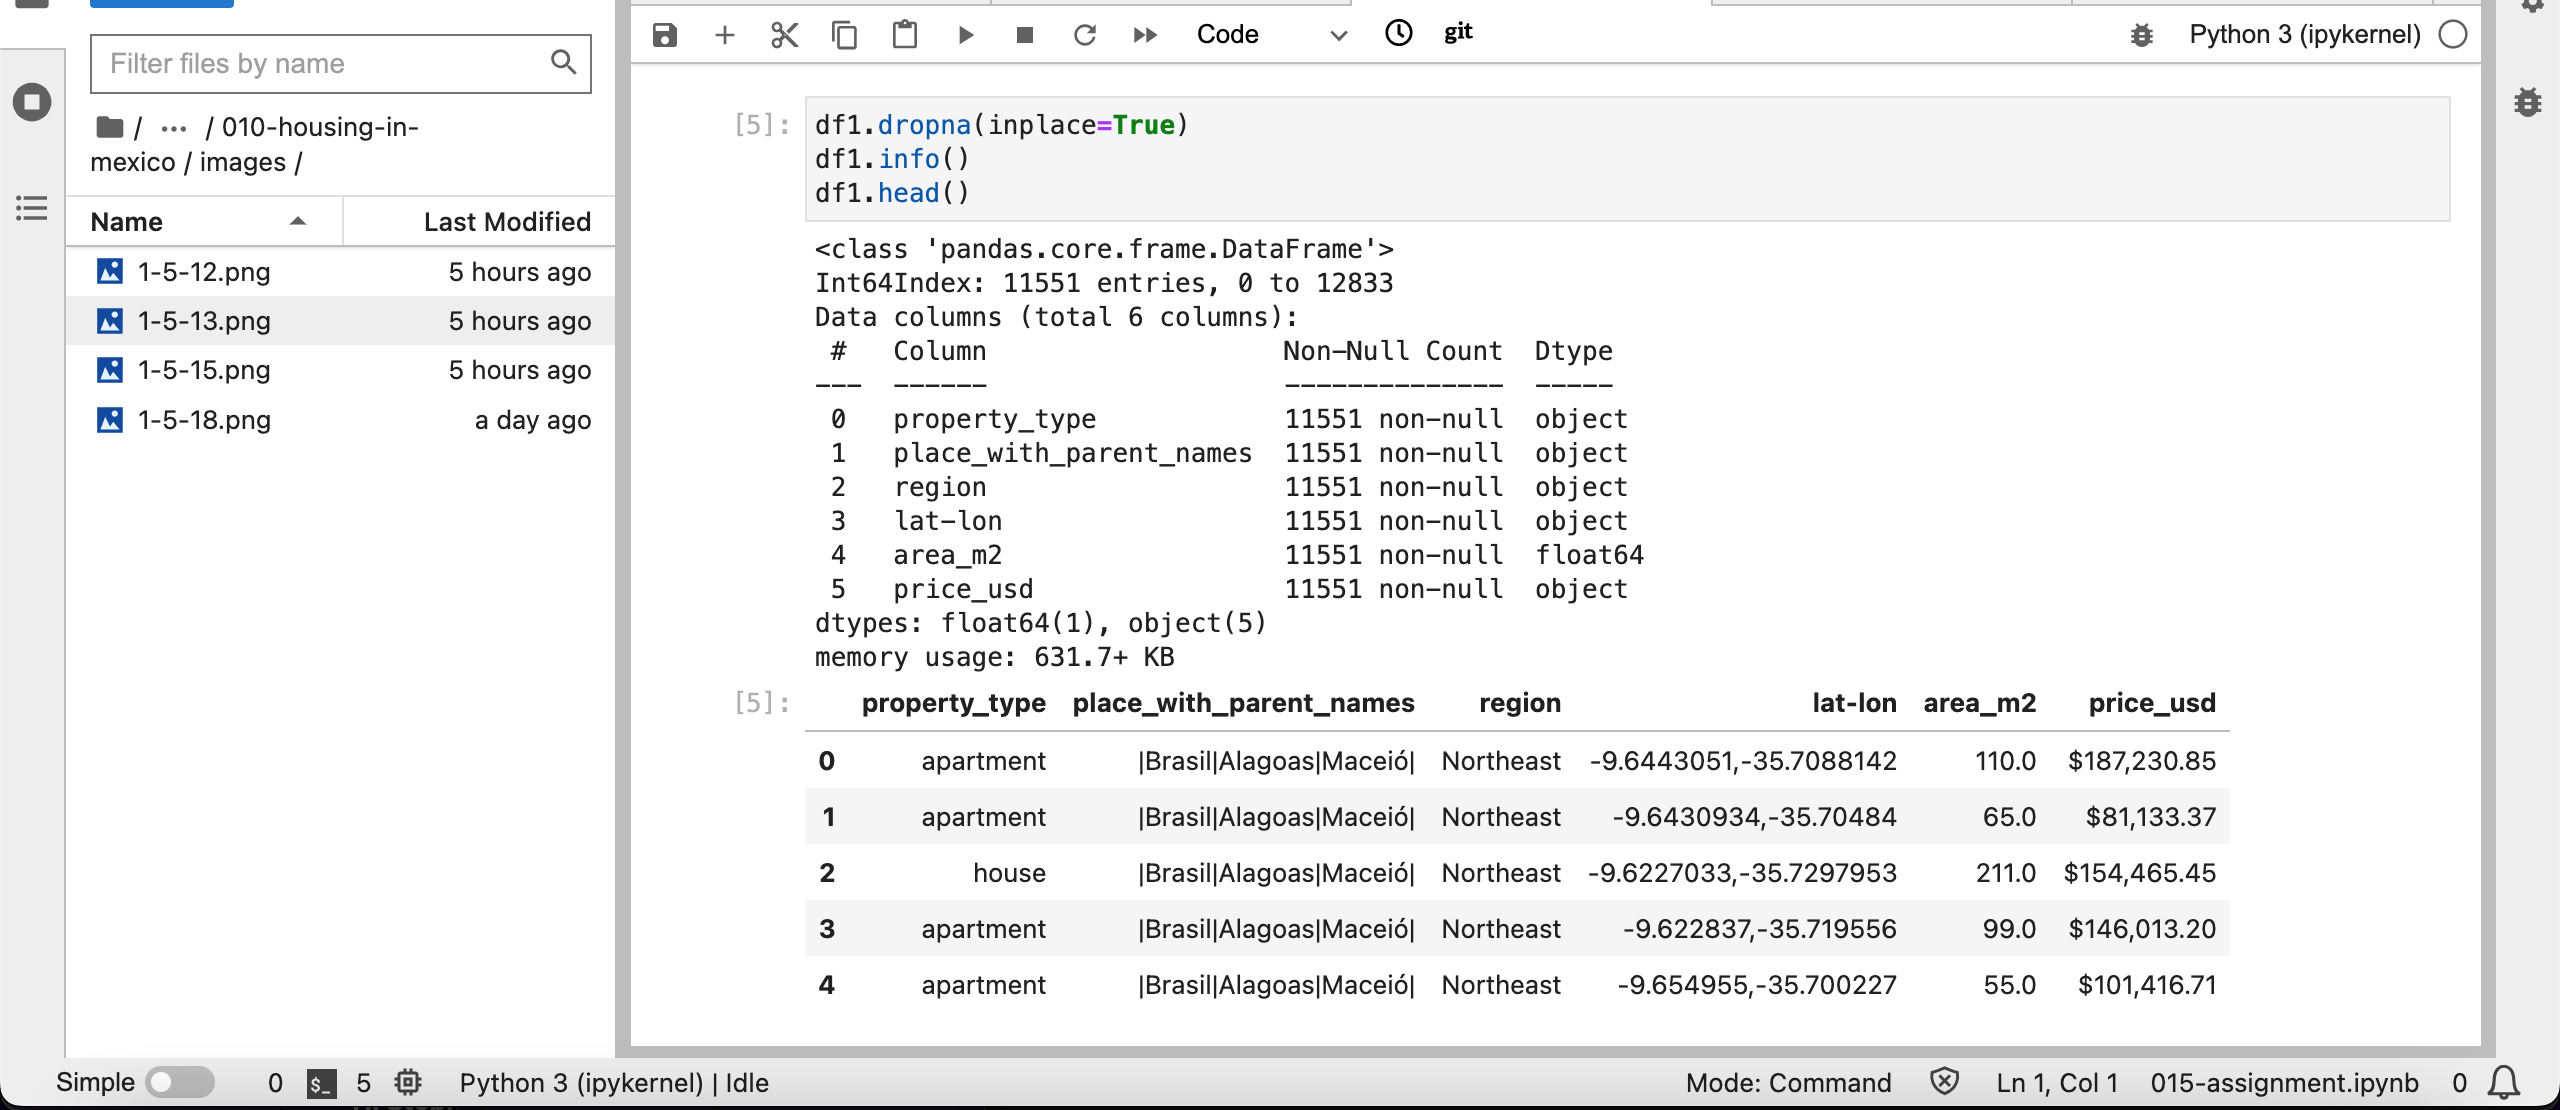 Filter files by name
/ ··· / 010-housing-in-
mexico / images /
Name Last Modified
1-5-12.png 5 hours ago
1-5-13.png 5 hours ago
1-5-15.png 5 hours ago
1-5-18.png a day ago
Code git Python 3 (ipykernel)
[5]: df1.dropna(inplace=True)
df1.info()
df1.head()
<class 'pandas.core.frame.DataFrame'>
Int64Index: 11551 entries, 0 to 12833
Data columns (total 6 columns):
# Column Non-Null Count Dtype
--- ------ -------------- -----
0 property_type 11551 non-null object
1 place_with_parent_names 11551 non-null object
2 region 11551 non-null object
3 lat-lon 11551 non-null object
4 area_m2 11551 non-null float64
5 price_usd 11551 non-null object
dtypes: float64(1), object(5)
memory usage: 631.7+ KB
[5]: property_type place_with_parent_names region lat-lon area_m2 price_usd
0 apartment |Brasil|Alagoas|Maceió| Northeast -9.6443051,-35.7088142 110.0 $187,230.85
1 apartment |Brasil|Alagoas|Maceió| Northeast -9.6430934,-35.70484 65.0 $81,133.37
2 house |Brasil|Alagoas|Maceió| Northeast -9.6227033,-35.7297953 211.0 $154,465.45
3 apartment |Brasil|Alagoas|Maceió| Northeast -9.622837,-35.719556 99.0 $146,013.20
4 apartment |Brasil|Alagoas|Maceió| Northeast -9.654955,-35.700227 55.0 $101,416.71
Simple 0 $_ 5 Python 3 (ipykernel) | Idle Mode: Command Ln 1, Col 1 015-assignment.ipynb 0